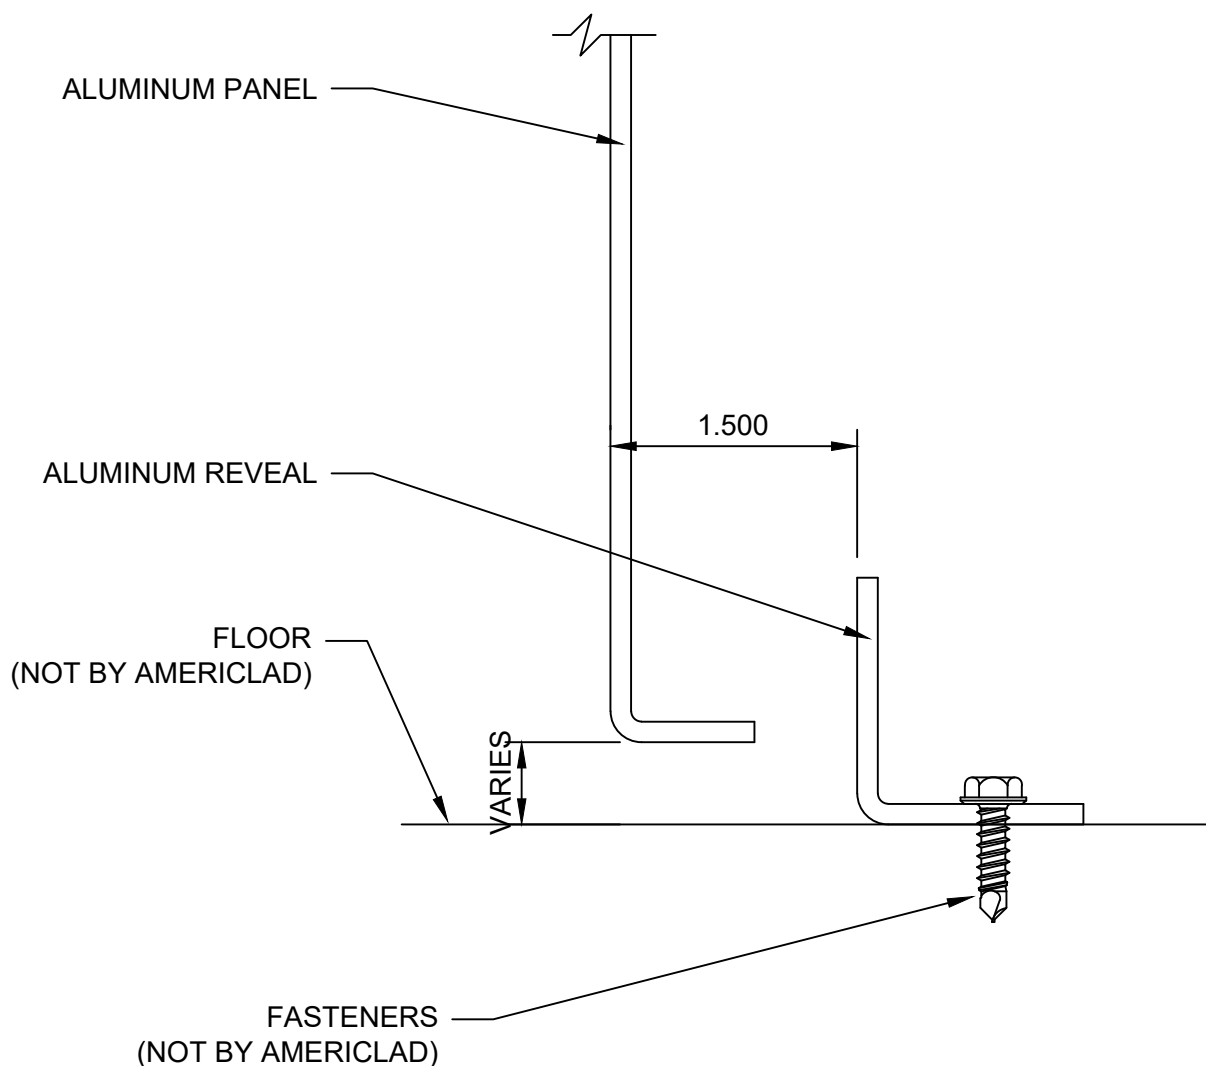 ALUMINUM PANEL
1.500
ALUMINUM REVEAL
FLOOR
(NOT BY AMERICLAD)
VARIES
FASTENERS
(NOT BY AMERICLAD)